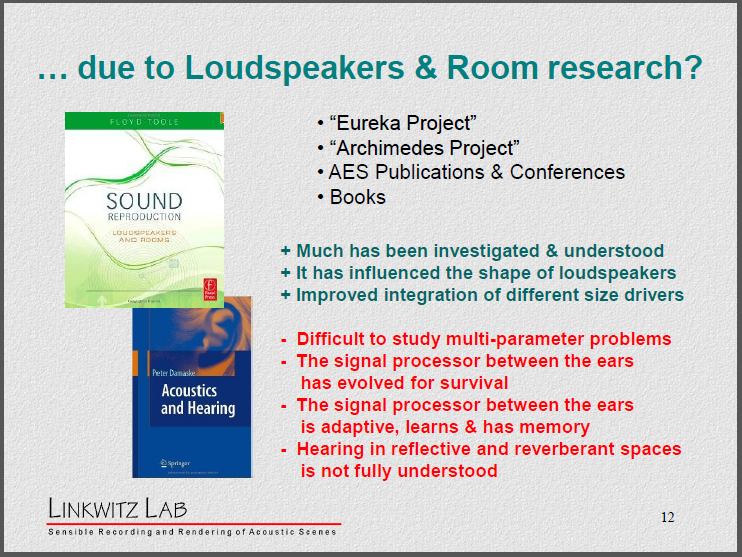 … due to Loudspeakers & Room research?
FLOYD TOOLE
SOUND
REPRODUCTION
LOUDSPEAKERS
AND ROOMS
Focal
Press
• “Eureka Project”
• “Archimedes Project”
• AES Publications & Conferences
• Books
+ Much has been investigated & understood
+ It has influenced the shape of loudspeakers
+ Improved integration of different size drivers
Peter Damaske
Acoustics
and Hearing
Springer
- Difficult to study multi-parameter problems
- The signal processor between the ears
has evolved for survival
- The signal processor between the ears
is adaptive, learns & has memory
- Hearing in reflective and reverberant spaces
is not fully understood
LINKWITZ LAB
Sensible Recording and Rendering of Acoustic Scenes
12